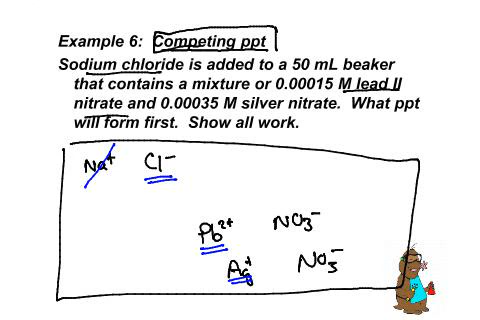 Example 6: Competing ppt
Sodium chloride is added to a 50 mL beaker
that contains a mixture or 0.00015 M lead II
nitrate and 0.00035 M silver nitrate. What ppt
will form first. Show all work.
Na⁺ Cl⁻
Pb²⁺ NO₃⁻
Ag⁺ NO₃⁻